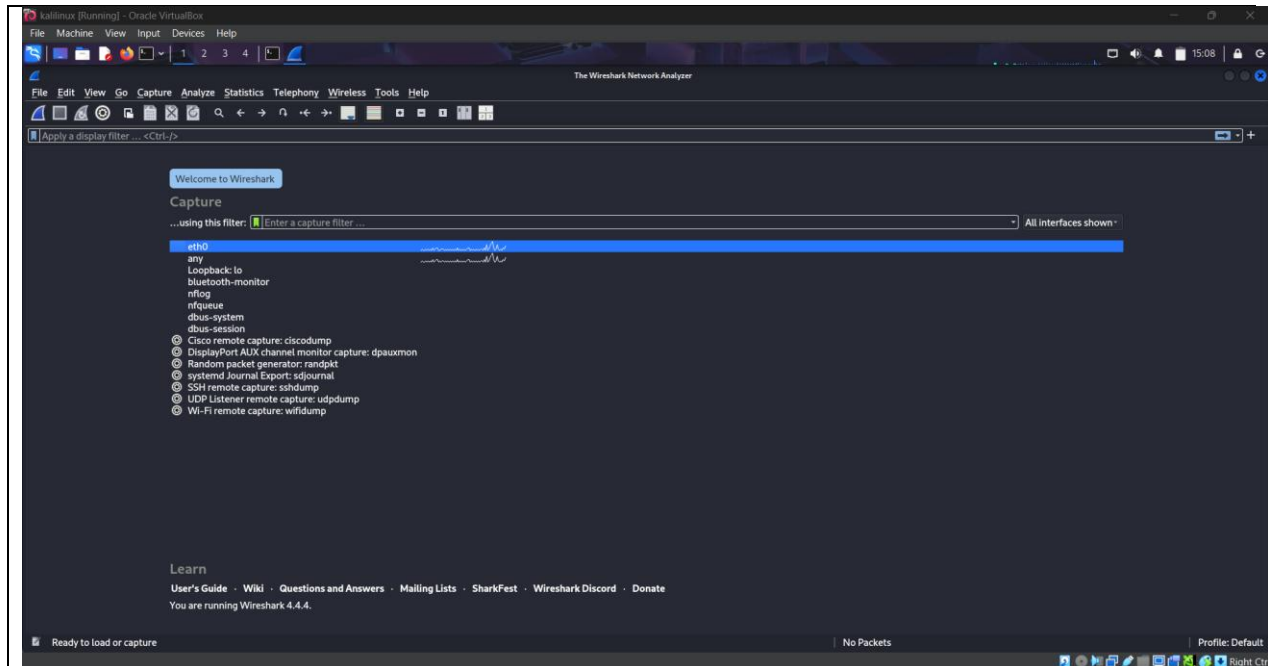 kalilinux [Running] - Oracle VirtualBox
File Machine View Input Devices Help
1 2 3 4 15:08
The Wireshark Network Analyzer
File Edit View Go Capture Analyze Statistics Telephony Wireless Tools Help
Apply a display filter ... <Ctrl-/> +
Welcome to Wireshark
Capture
...using this filter: Enter a capture filter ... All interfaces shown
eth0
any
Loopback: lo
bluetooth-monitor
nflog
nfqueue
dbus-system
dbus-session
Cisco remote capture: ciscodump
DisplayPort AUX channel monitor capture: dpauxmon
Random packet generator: randpkt
systemd Journal Export: sdjournal
SSH remote capture: sshdump
UDP Listener remote capture: udpdump
Wi-Fi remote capture: wifidump
Learn
User's Guide · Wiki · Questions and Answers · Mailing Lists · SharkFest · Wireshark Discord · Donate
You are running Wireshark 4.4.4.
Ready to load or capture No Packets Profile: Default
Right Ctr